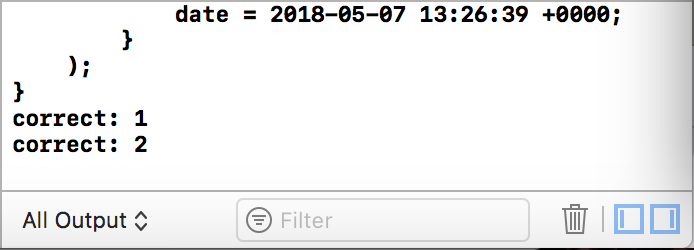 date = 2018-05-07 13:26:39 +0000;
}
);
}
correct: 1
correct: 2
All Output
Filter